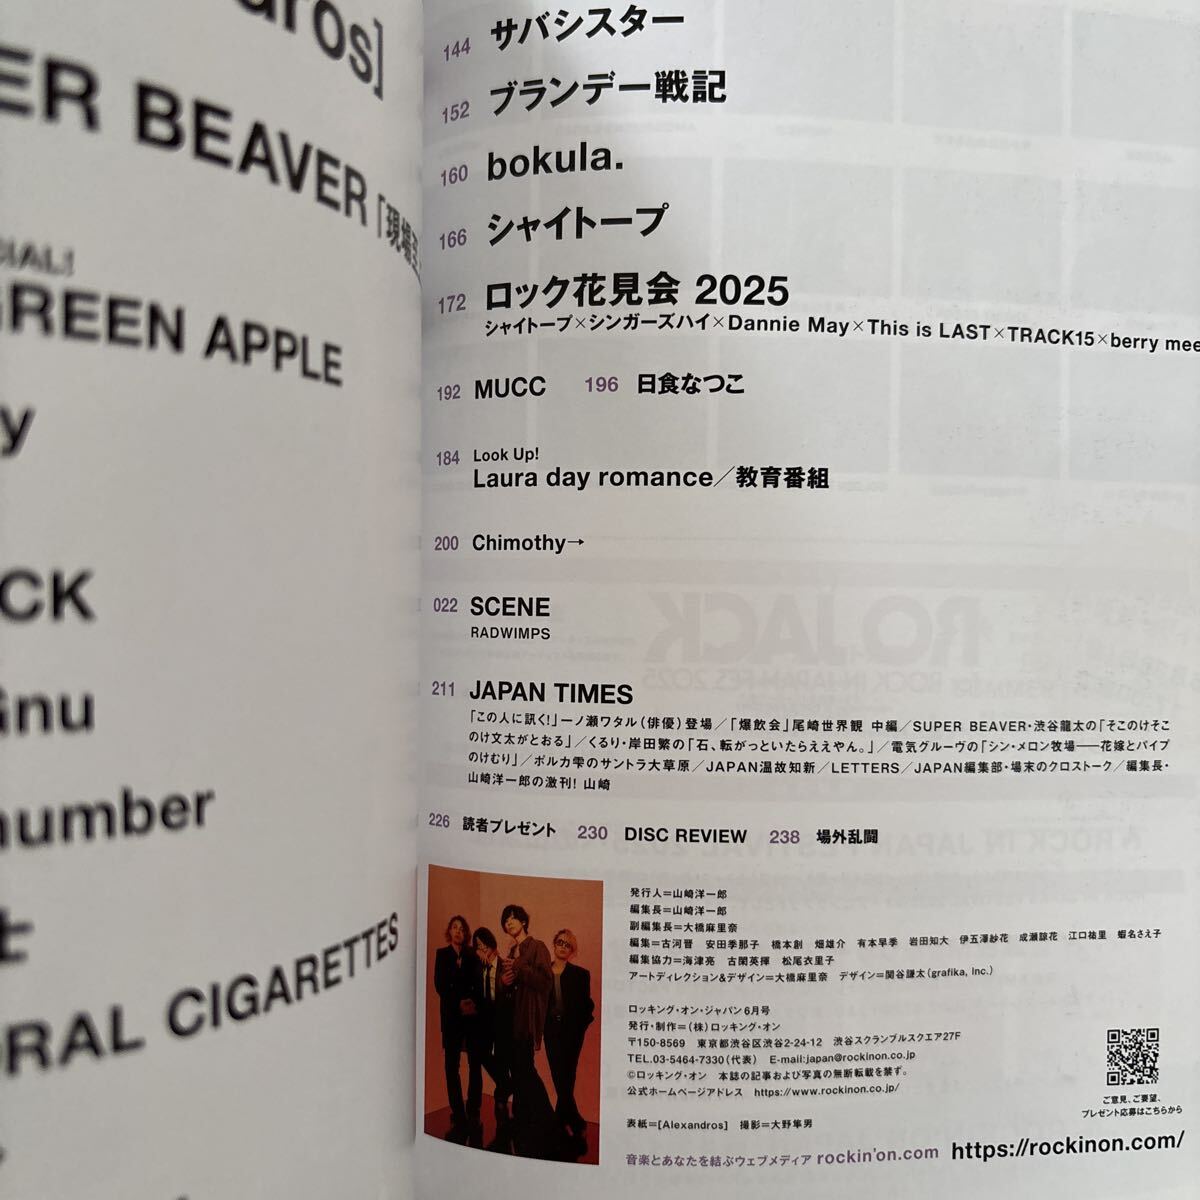 ros]
ER BEAVER「現場至
CIAL!
GREEN APPLE
y
CK
Gnu
number
士
ORAL CIGARETTES
144 サバシスター
152 ブランデー戦記
160 bokula.
166 シャイトープ
172 ロック花見会 2025
シャイトープ×シンガーズハイ×Dannie May×This is LAST×TRACK15×berry mee
192 MUCC 196 日食なつこ
184 Look Up!
Laura day romance／教育番組
200 Chimothy→
022 SCENE
RADWIMPS
211 JAPAN TIMES
「この人に訊く！」一ノ瀬ワタル（俳優）登場／「爆飲会」尾崎世界観 中編／SUPER BEAVER・渋谷龍太の「そこのけそこ
のけ文太がとおる」／くるり・岸田繁の「石、転がっといたらええやん。」／電気グルーヴの「シン・メロン牧場──花嫁とパイプ
のけむり」／ポルカ雫のサントラ大草原／JAPAN温故知新／LETTERS／JAPAN編集部・場末のクロストーク／編集長・
山崎洋一郎の激刊！山崎
226 読者プレゼント 230 DISC REVIEW 238 場外乱闘
発行人＝山崎洋一郎
編集長＝山崎洋一郎
副編集長＝大橋麻里奈
編集＝古河晋 安田季那子 橋本創 畑雄介 有本早季 岩田知大 伊五澤紗花 成瀬諒花 江口祐里 蝦名さえ子
編集協力＝海津亮 古閑英揮 松尾衣里子
アートディレクション&デザイン＝大橋麻里奈 デザイン＝関谷謙太（grafika, Inc.）
ロッキング・オン・ジャパン6月号
発行・制作＝（株）ロッキング・オン
〒150-8569 東京都渋谷区渋谷2-24-12 渋谷スクランブルスクエア27F
TEL.03-5464-7330（代表） E-mail:japan@rockinon.co.jp
©ロッキング・オン 本誌の記事および写真の無断転載を禁ず。
公式ホームページアドレス https://www.rockinon.co.jp/
表紙＝[Alexandros] 撮影＝大野隼男
ご意見、ご要望、
プレゼント応募はこちらから
音楽とあなたを結ぶウェブメディア rockin'on.com https://rockinon.com/